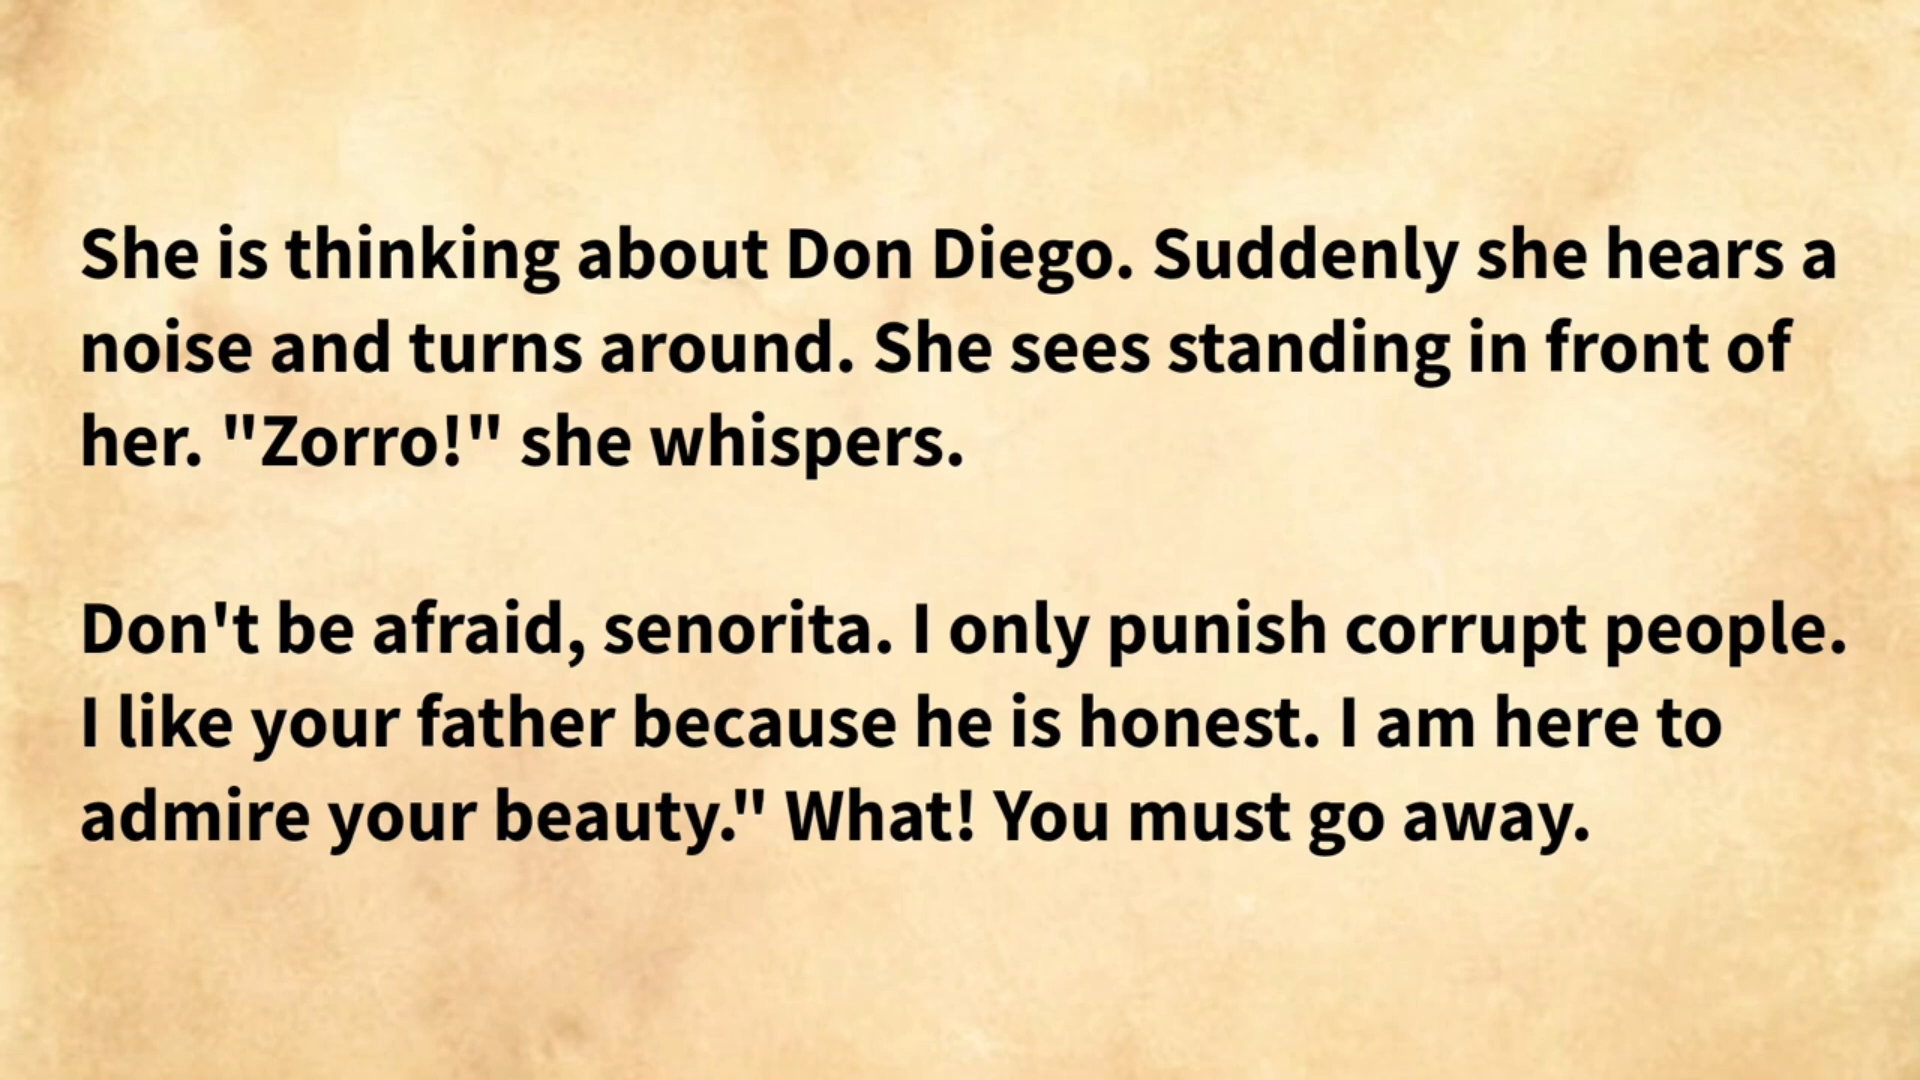 She is thinking about Don Diego. Suddenly she hears a
noise and turns around. She sees standing in front of
her. "Zorro!" she whispers.
Don't be afraid, senorita. I only punish corrupt people.
I like your father because he is honest. I am here to
admire your beauty." What! You must go away.